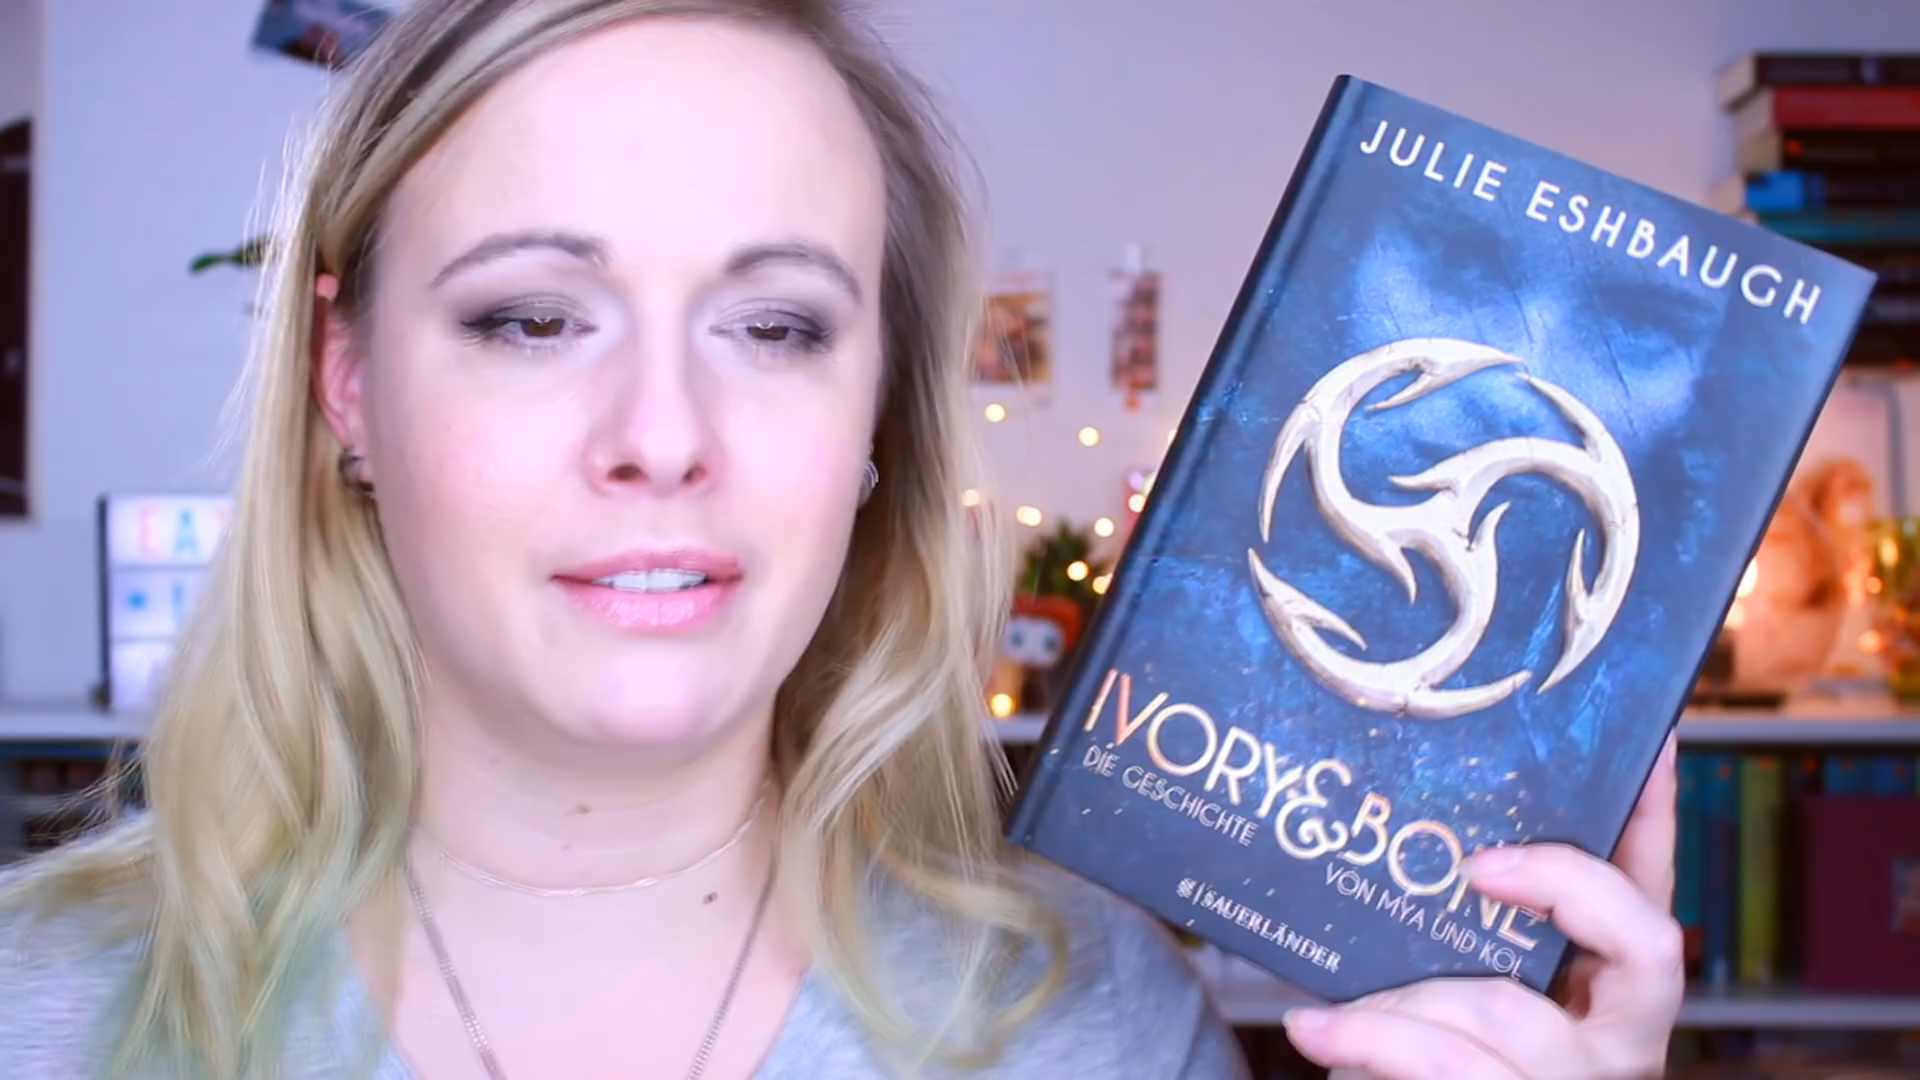 JULIE ESHBAUGH
IVORY & BONE
DIE GESCHICHTE
VON MYA UND KOL
SAUERLÄNDER